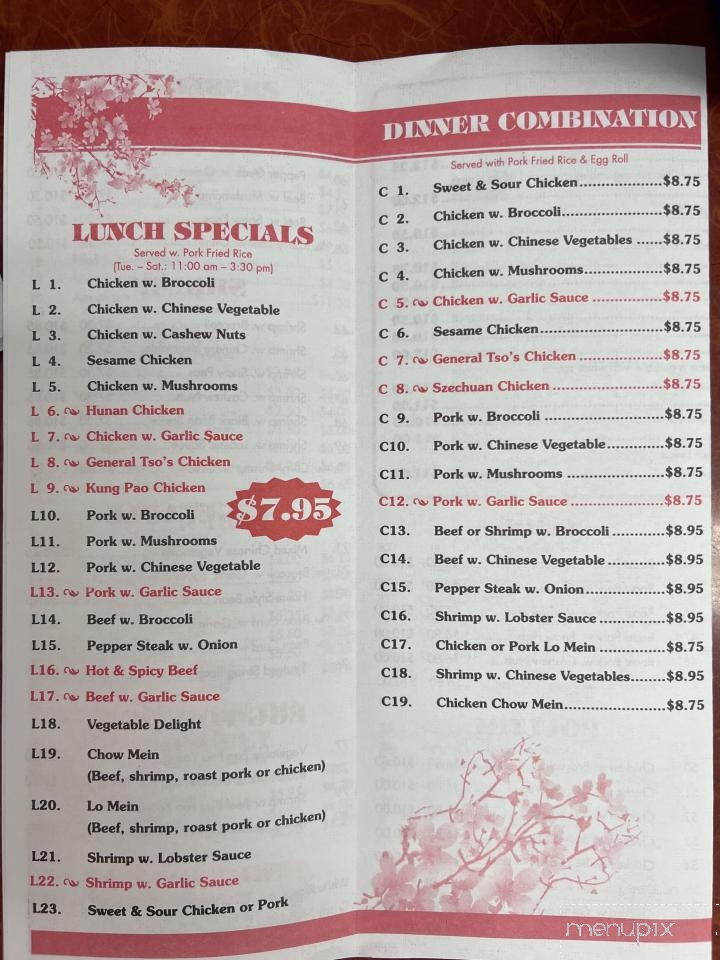 LUNCH SPECIALS
Served w. Pork Fried Rice
(Tue. – Sat.: 11:00 am – 3:30 pm)
L 1. Chicken w. Broccoli
L 2. Chicken w. Chinese Vegetable
L 3. Chicken w. Cashew Nuts
L 4. Sesame Chicken
L 5. Chicken w. Mushrooms
L 6. Hunan Chicken
L 7. Chicken w. Garlic Sauce
L 8. General Tso's Chicken
L 9. Kung Pao Chicken
$7.95
L10. Pork w. Broccoli
L11. Pork w. Mushrooms
L12. Pork w. Chinese Vegetable
L13. Pork w. Garlic Sauce
L14. Beef w. Broccoli
L15. Pepper Steak w. Onion
L16. Hot & Spicy Beef
L17. Beef w. Garlic Sauce
L18. Vegetable Delight
L19. Chow Mein
(Beef, shrimp, roast pork or chicken)
L20. Lo Mein
(Beef, shrimp, roast pork or chicken)
L21. Shrimp w. Lobster Sauce
L22. Shrimp w. Garlic Sauce
L23. Sweet & Sour Chicken or Pork
DINNER COMBINATION
Served with Pork Fried Rice & Egg Roll
C 1. Sweet & Sour Chicken....................$8.75
C 2. Chicken w. Broccoli........................$8.75
C 3. Chicken w. Chinese Vegetables ......$8.75
C 4. Chicken w. Mushrooms...................$8.75
C 5. Chicken w. Garlic Sauce .................$8.75
C 6. Sesame Chicken..............................$8.75
C 7. General Tso's Chicken ....................$8.75
C 8. Szechuan Chicken ..........................$8.75
C 9. Pork w. Broccoli .............................$8.75
C10. Pork w. Chinese Vegetable..............$8.75
C11. Pork w. Mushrooms ........................$8.75
C12. Pork w. Garlic Sauce .......................$8.75
C13. Beef or Shrimp w. Broccoli .............$8.95
C14. Beef w. Chinese Vegetable ..............$8.95
C15. Pepper Steak w. Onion....................$8.95
C16. Shrimp w. Lobster Sauce ................$8.95
C17. Chicken or Pork Lo Mein ................$8.75
C18. Shrimp w. Chinese Vegetables.........$8.95
C19. Chicken Chow Mein........................$8.75
menupix